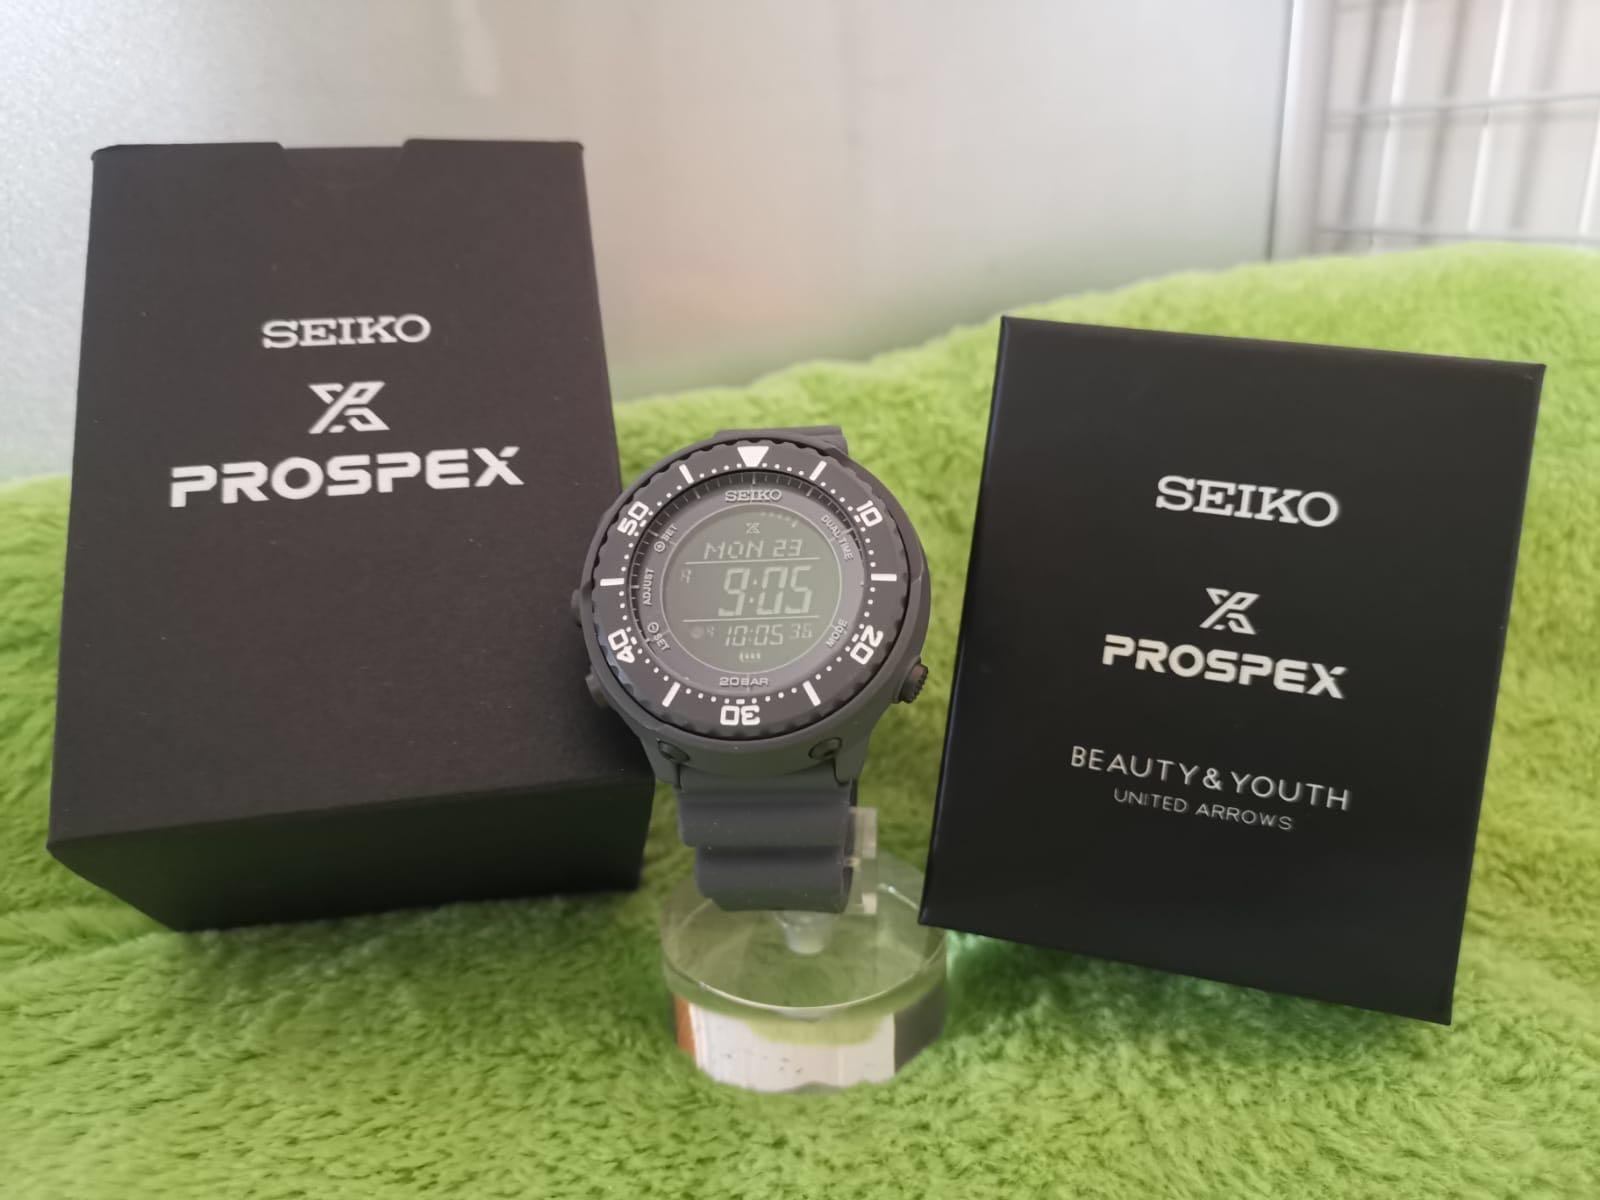 SEIKO
PROSPEX
SEIKO
MON 23
A 9:05
4 10:05 36
20BAR
SET
ADJUST
SET
DUAL TIME
MODE
10
20
30
40
50
SEIKO
PROSPEX
BEAUTY&YOUTH
UNITED ARROWS